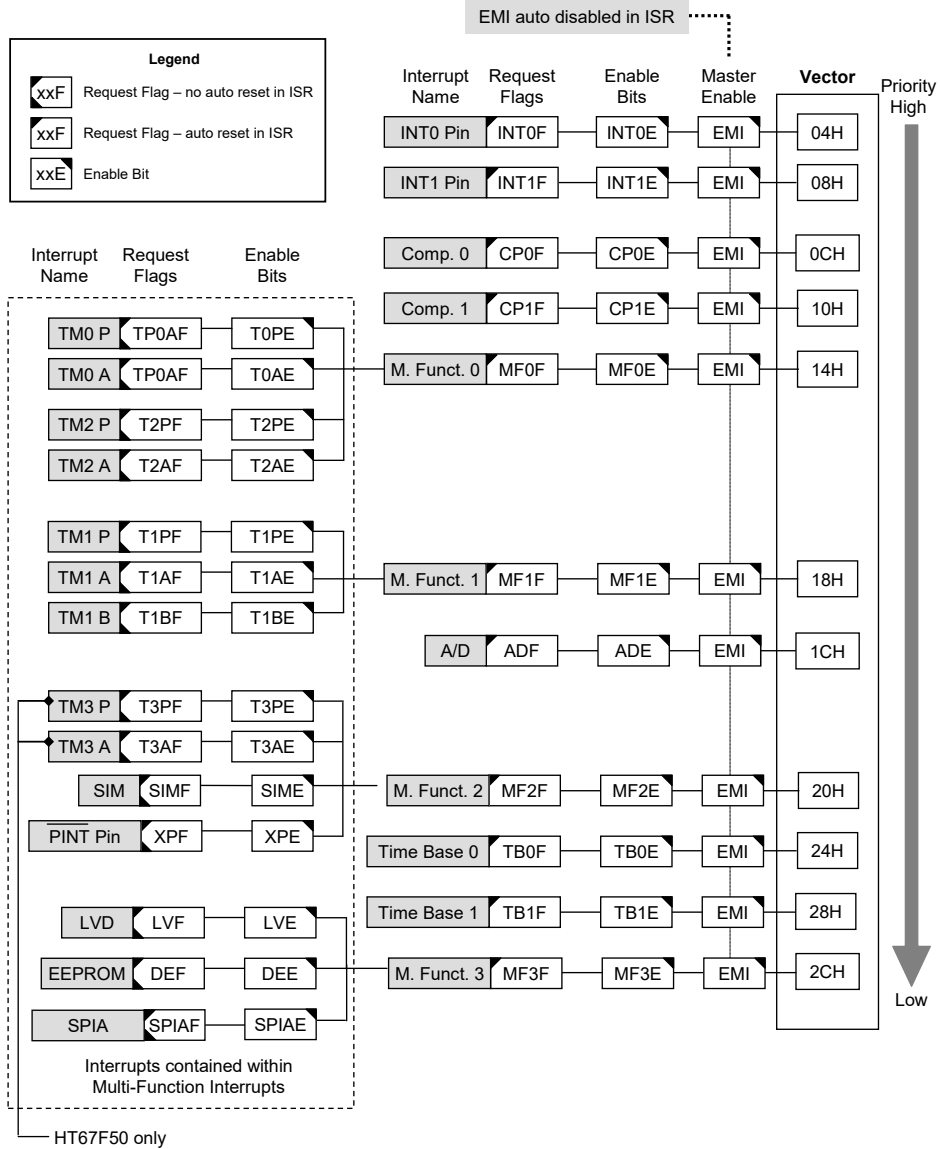 EMI auto disabled in ISR
Legend
xxF Request Flag – no auto reset in ISR
xxF Request Flag – auto reset in ISR
xxE Enable Bit
Interrupt Name Request Flags Enable Bits Master Enable Vector Priority High
INT0 Pin INT0F INT0E EMI 04H
INT1 Pin INT1F INT1E EMI 08H
Comp. 0 CP0F CP0E EMI 0CH
Comp. 1 CP1F CP1E EMI 10H
M. Funct. 0 MF0F MF0E EMI 14H
M. Funct. 1 MF1F MF1E EMI 18H
A/D ADF ADE EMI 1CH
M. Funct. 2 MF2F MF2E EMI 20H
Time Base 0 TB0F TB0E EMI 24H
Time Base 1 TB1F TB1E EMI 28H
M. Funct. 3 MF3F MF3E EMI 2CH
Low
Interrupt Name Request Flags Enable Bits
TM0 P TP0AF T0PE
TM0 A TP0AF T0AE
TM2 P T2PF T2PE
TM2 A T2AF T2AE
TM1 P T1PF T1PE
TM1 A T1AF T1AE
TM1 B T1BF T1BE
TM3 P T3PF T3PE
TM3 A T3AF T3AE
SIM SIMF SIME
PINT Pin XPF XPE
LVD LVF LVE
EEPROM DEF DEE
SPIA SPIAF SPIAE
Interrupts contained within
Multi-Function Interrupts
HT67F50 only